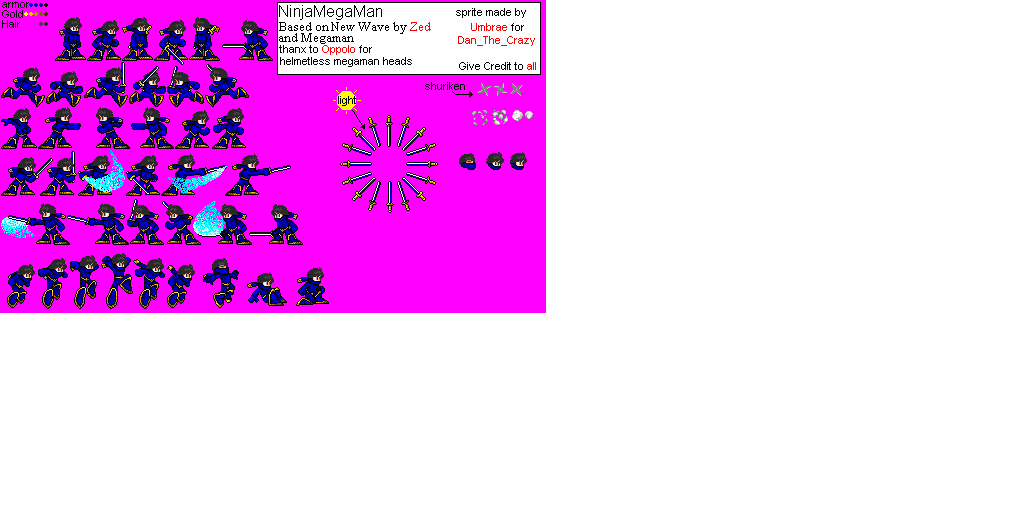 armor
Gold
Hair
NinjaMegaMan
Based on New Wave by Zed
and Megaman
thanx to Oppolo for
helmetless megaman heads
sprite made by
Umbrae for
Dan_The_Crazy
Give Credit to all
shuriken
light